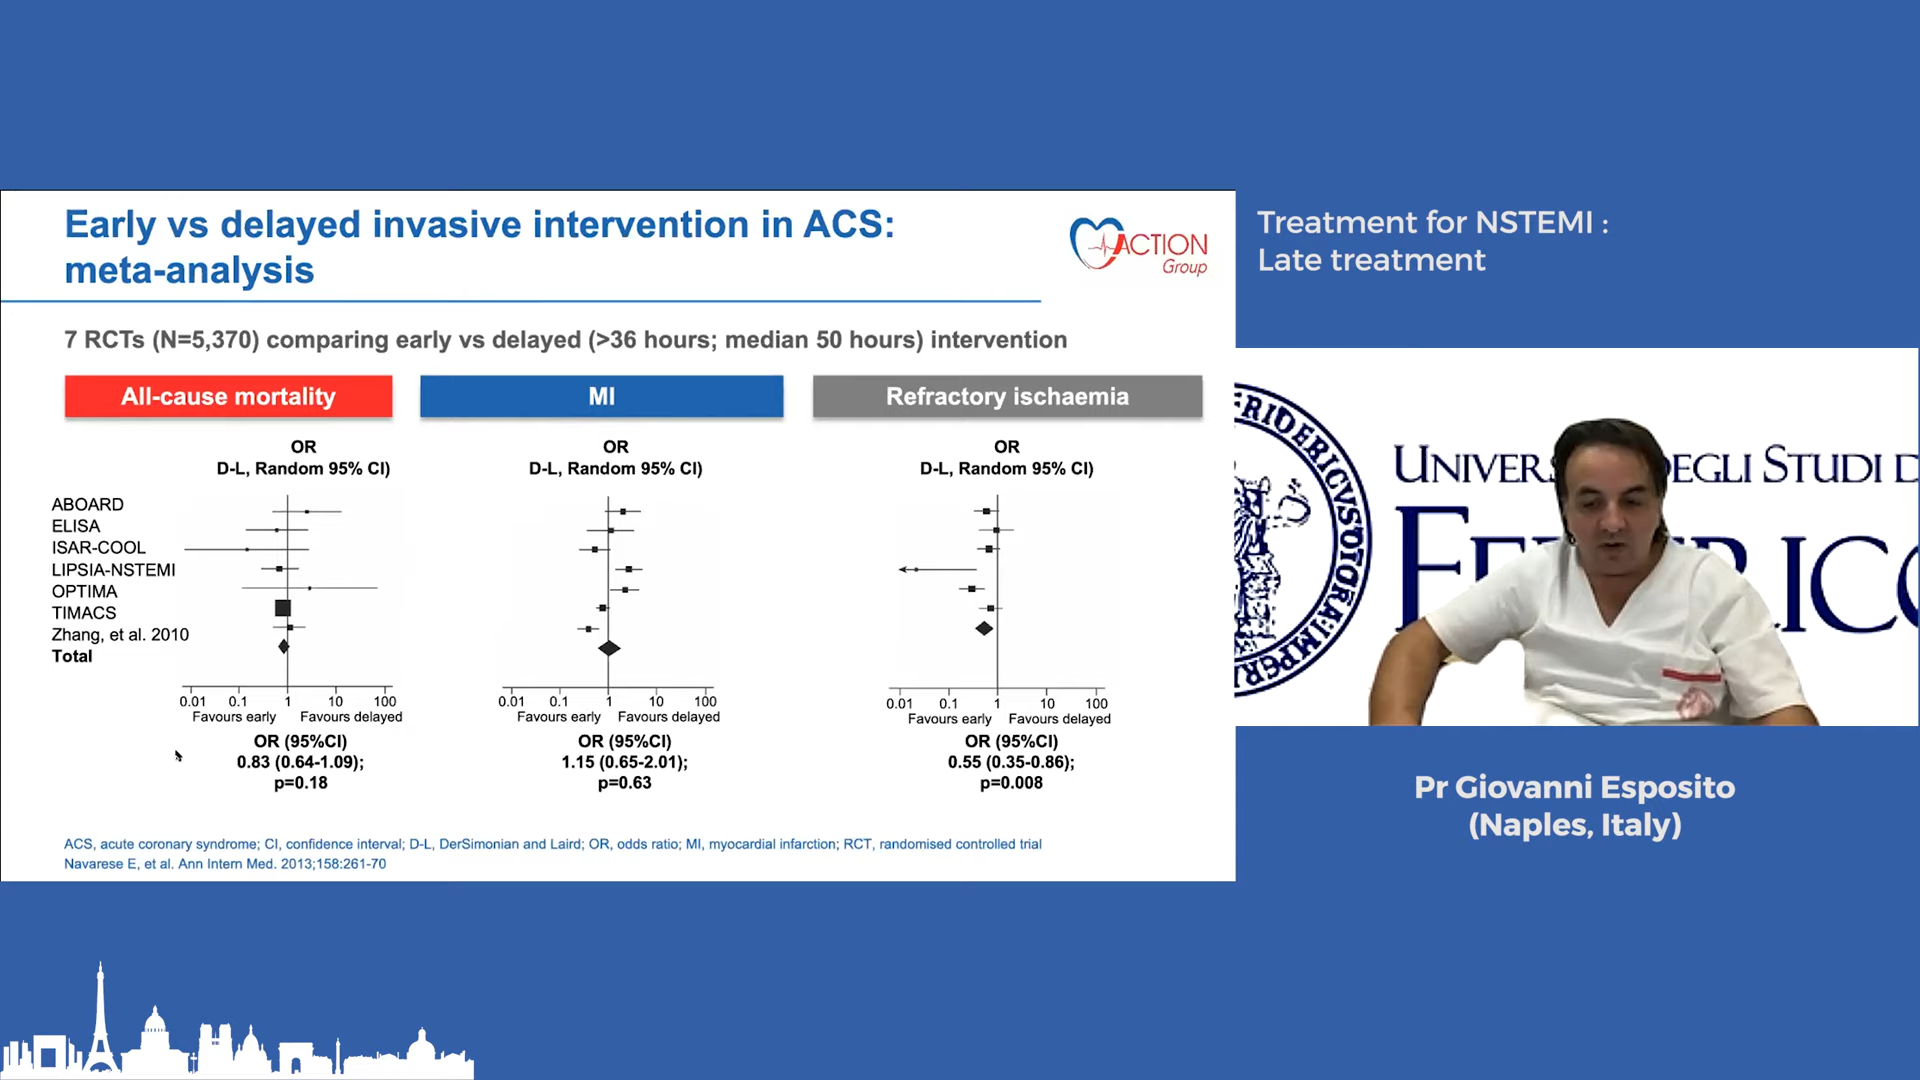 Early vs delayed invasive intervention in ACS:
meta-analysis
ACTION
Group
7 RCTs (N=5,370) comparing early vs delayed (>36 hours; median 50 hours) intervention
All-cause mortality
MI
Refractory ischaemia
OR
D-L, Random 95% CI)
OR
D-L, Random 95% CI)
OR
D-L, Random 95% CI)
ABOARD
ELISA
ISAR-COOL
LIPSIA-NSTEMI
OPTIMA
TIMACS
Zhang, et al. 2010
Total
0.01 0.1 1 10 100
Favours early Favours delayed
0.01 0.1 1 10 100
Favours early Favours delayed
0.01 0.1 1 10 100
Favours early Favours delayed
OR (95%CI)
0.83 (0.64-1.09);
p=0.18
OR (95%CI)
1.15 (0.65-2.01);
p=0.63
OR (95%CI)
0.55 (0.35-0.86);
p=0.008
ACS, acute coronary syndrome; CI, confidence interval; D-L, DerSimonian and Laird; OR, odds ratio; MI, myocardial infarction; RCT, randomised controlled trial
Navarese E, et al. Ann Intern Med. 2013;158:261-70
Treatment for NSTEMI :
Late treatment
STUDI
Pr Giovanni Esposito
(Naples, Italy)